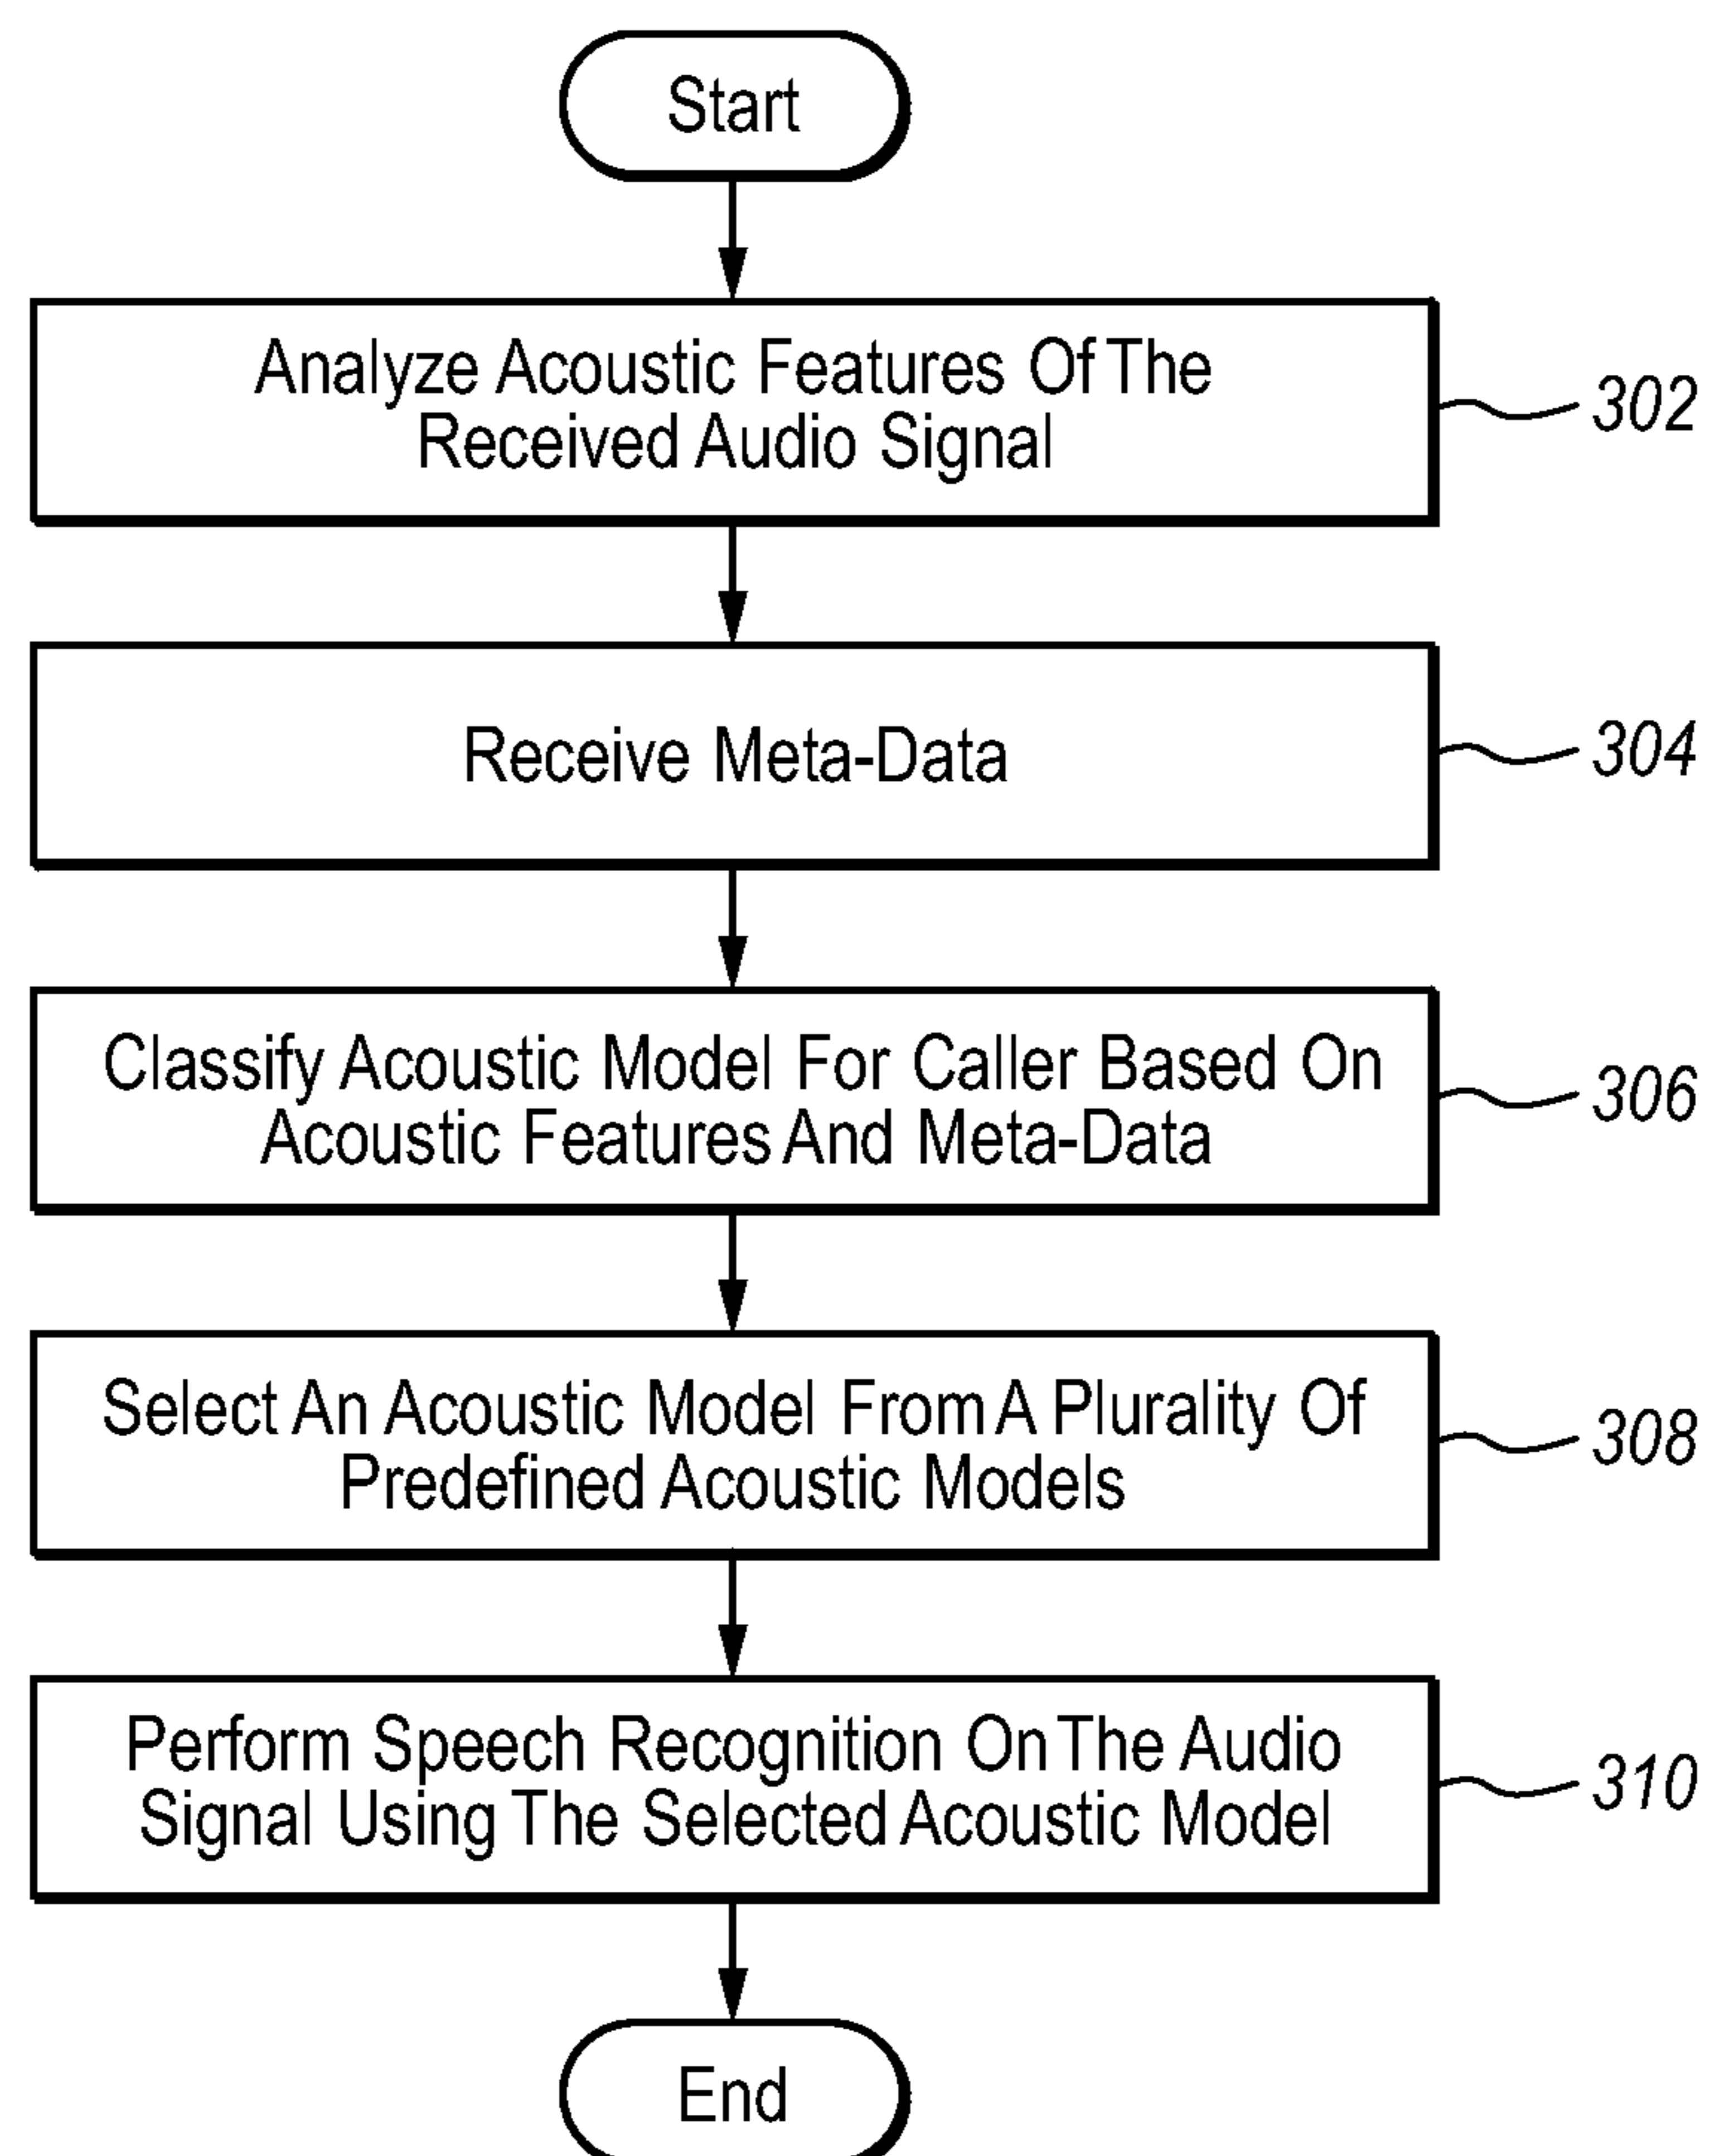 Start
Analyze Acoustic Features Of The
Received Audio Signal
302
Receive Meta-Data
304
Classify Acoustic Model For Caller Based On
Acoustic Features And Meta-Data
306
Select An Acoustic Model From A Plurality Of
Predefined Acoustic Models
308
Perform Speech Recognition On The Audio
Signal Using The Selected Acoustic Model
310
End